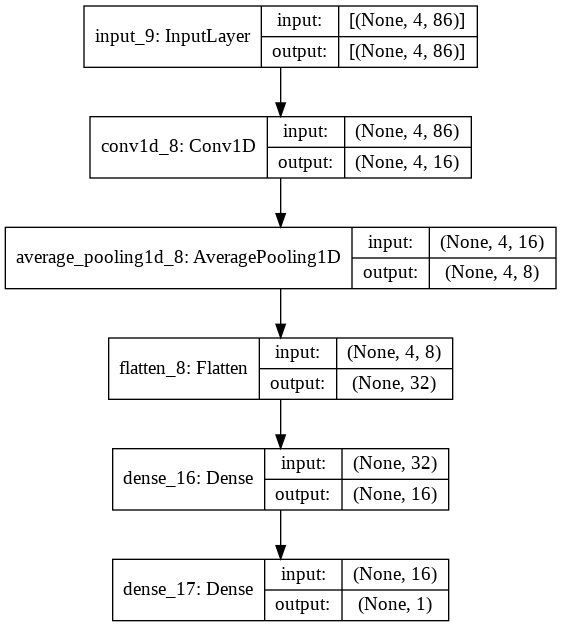 input_9: InputLayer
input:
[(None, 4, 86)]
output:
[(None, 4, 86)]
conv1d_8: Conv1D
input:
(None, 4, 86)
output:
(None, 4, 16)
average_pooling1d_8: AveragePooling1D
input:
(None, 4, 16)
output:
(None, 4, 8)
flatten_8: Flatten
input:
(None, 4, 8)
output:
(None, 32)
dense_16: Dense
input:
(None, 32)
output:
(None, 16)
dense_17: Dense
input:
(None, 16)
output:
(None, 1)